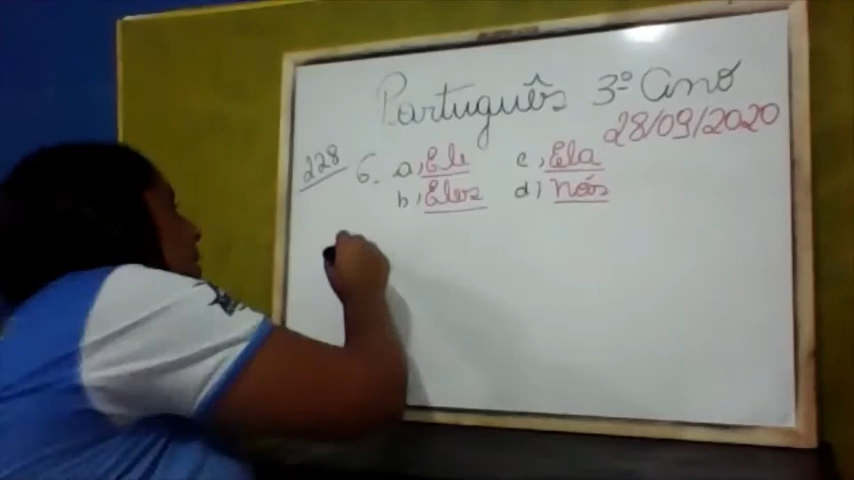 Português 3º Ano
28/09/2020
228 6. a) Ele c) Ela
b) Eles d) nós